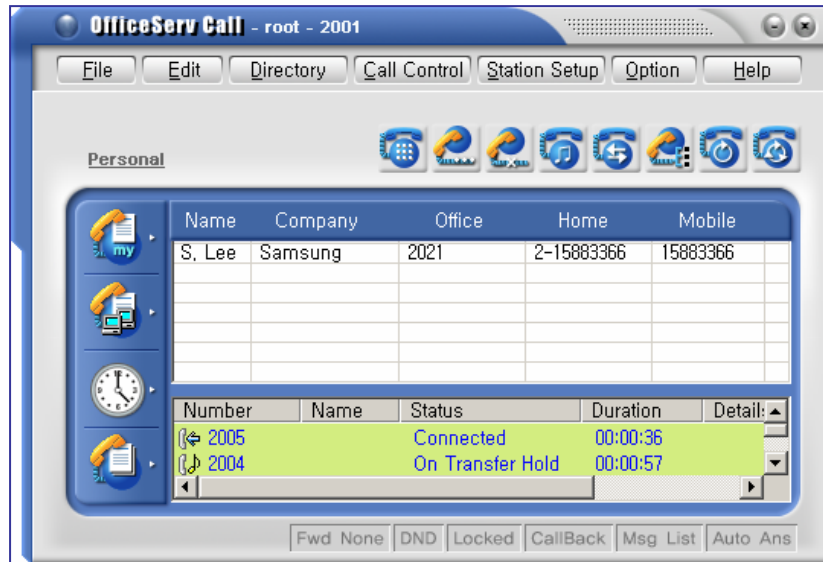 OfficeServ Call - root - 2001
File Edit Directory Call Control Station Setup Option Help
Personal
my
Name Company Office Home Mobile
S, Lee Samsung 2021 2-15883366 15883366
Number Name Status Duration Details
2005 Connected 00:00:36
2004 On Transfer Hold 00:00:57
Fwd None DND Locked CallBack Msg List Auto Ans